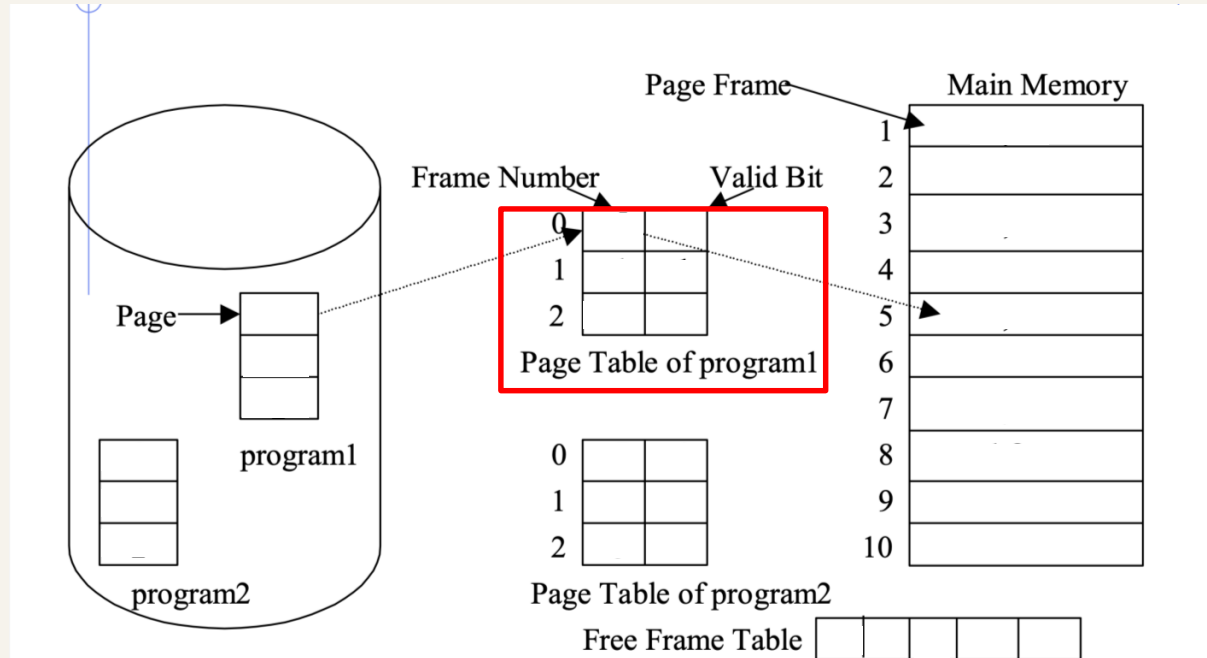 Page Frame
Main Memory
Frame Number
Valid Bit
1
2
3
4
5
6
7
8
9
10
0
1
2
Page Table of program1
Page
program1
program2
0
1
2
Page Table of program2
Free Frame Table